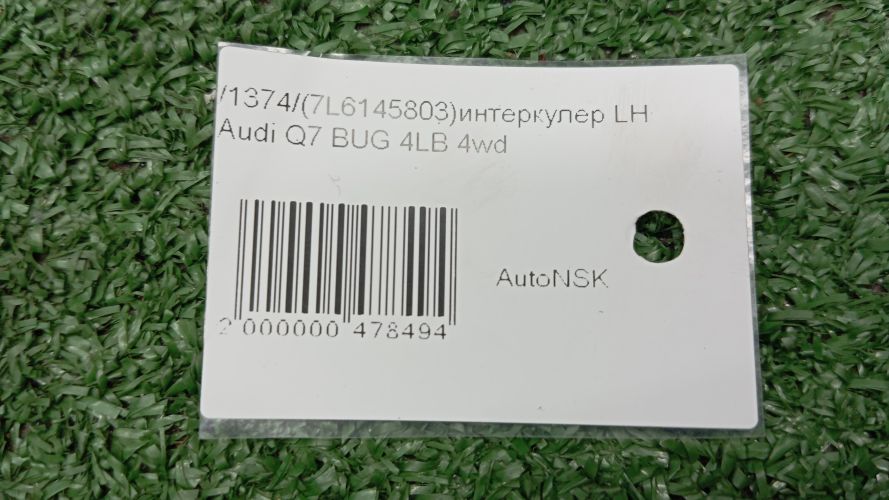 /1374/(7L6145803)интеркулер LH
Audi Q7 BUG 4LB 4wd
AutoNSK
2 000000 478494